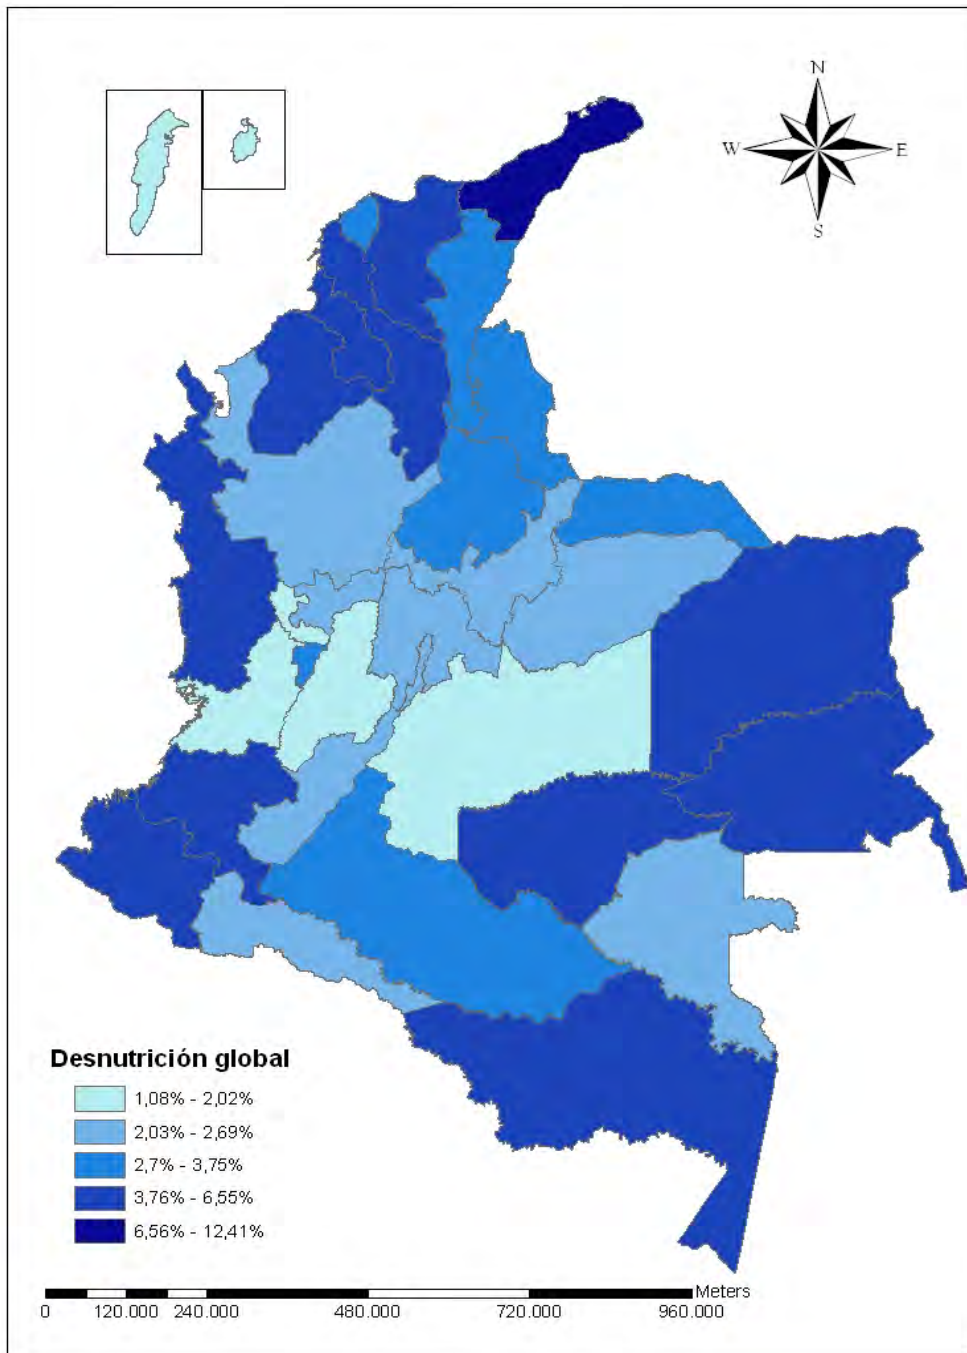 N
W
E
S
Desnutrición global
1,08% - 2,02%
2,03% - 2,69%
2,7% - 3,75%
3,76% - 6,55%
6,56% - 12,41%
Meters
0 120.000 240.000 480.000 720.000 960.000